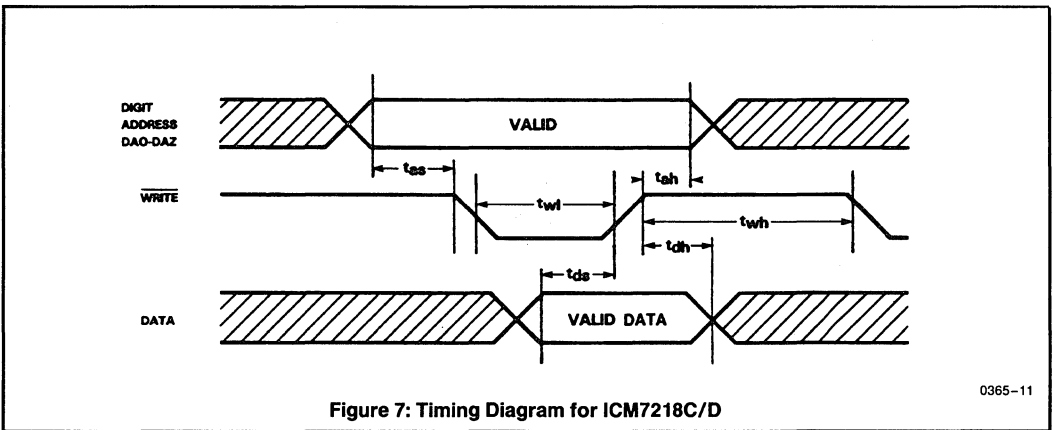 DIGIT
ADDRESS
DAO-DAZ
VALID
tas
tah
WRITE
twl
twh
tdh
tds
DATA
VALID DATA
0365-11
Figure 7: Timing Diagram for ICM7218C/D